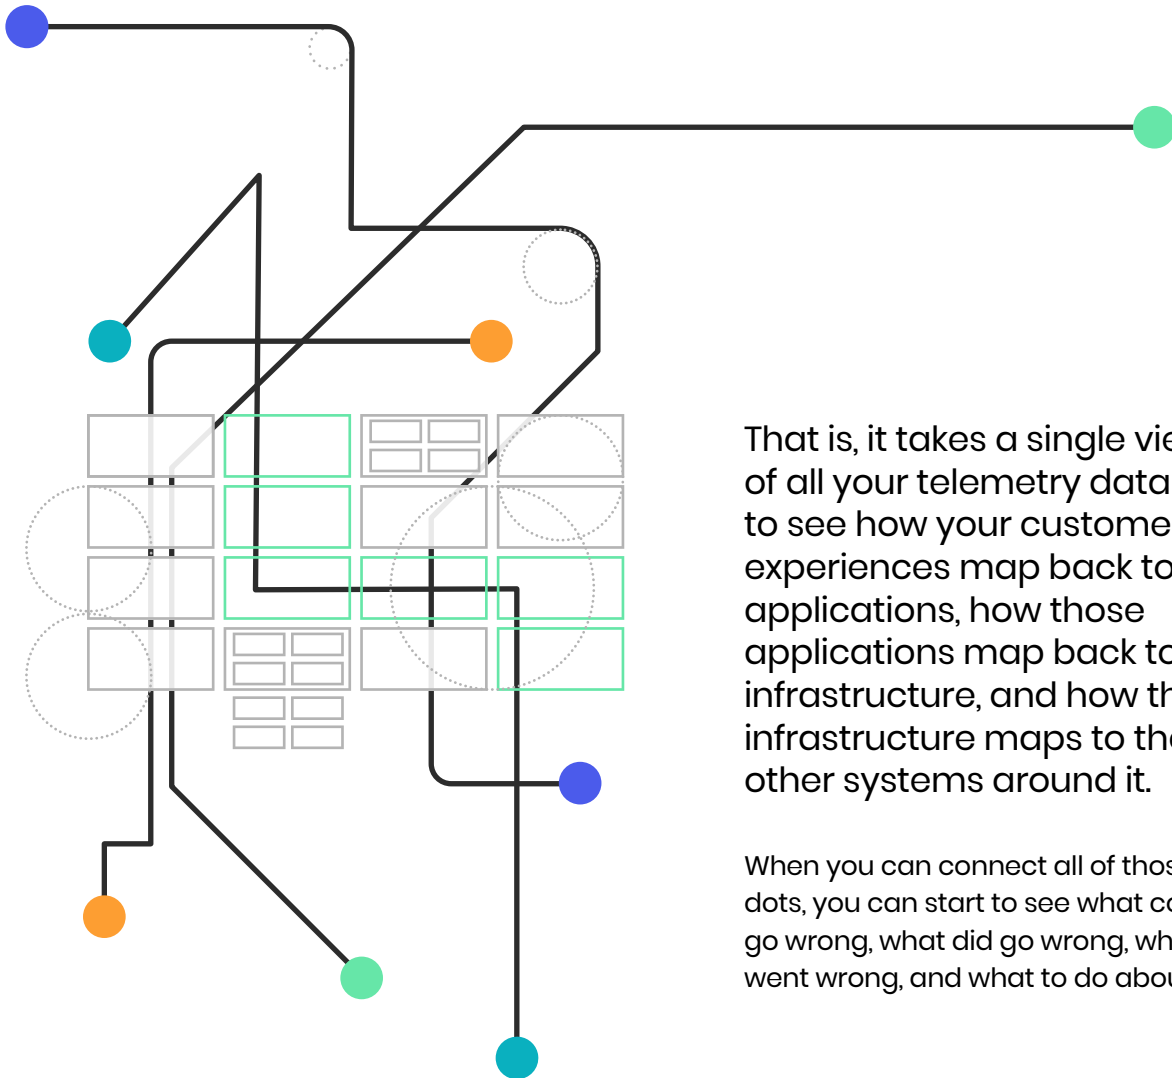 That is, it takes a single vie
of all your telemetry data
to see how your custome
experiences map back to
applications, how those
applications map back to
infrastructure, and how th
infrastructure maps to the
other systems around it.
When you can connect all of thos
dots, you can start to see what co
go wrong, what did go wrong, wh
went wrong, and what to do abou